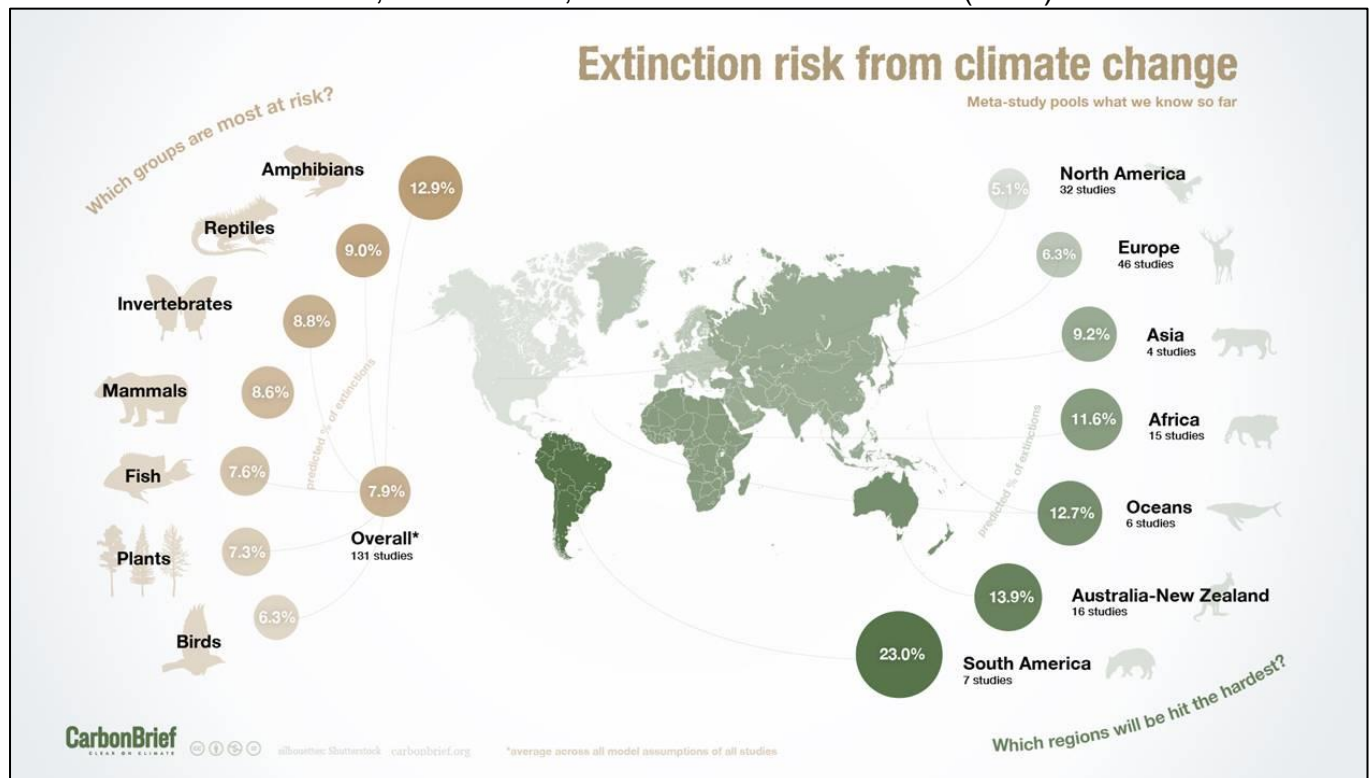 Extinction risk from climate change
Meta-study pools what we know so far
Which groups are most at risk?
Amphibians
12.9%
Reptiles
9.0%
Invertebrates
8.8%
Mammals
8.6%
Fish
7.6%
Plants
7.3%
Birds
6.3%
predicted % of extinctions
7.9%
Overall*
131 studies
North America
32 studies
5.1%
Europe
46 studies
6.3%
Asia
4 studies
9.2%
Africa
15 studies
11.6%
Oceans
6 studies
12.7%
Australia-New Zealand
16 studies
13.9%
South America
7 studies
23.0%
predicted % of extinctions
Which regions will be hit the hardest?
CarbonBrief
CLEAR ON CLIMATE
silhouettes: Shutterstock carbonbrief.org
*average across all model assumptions of all studies